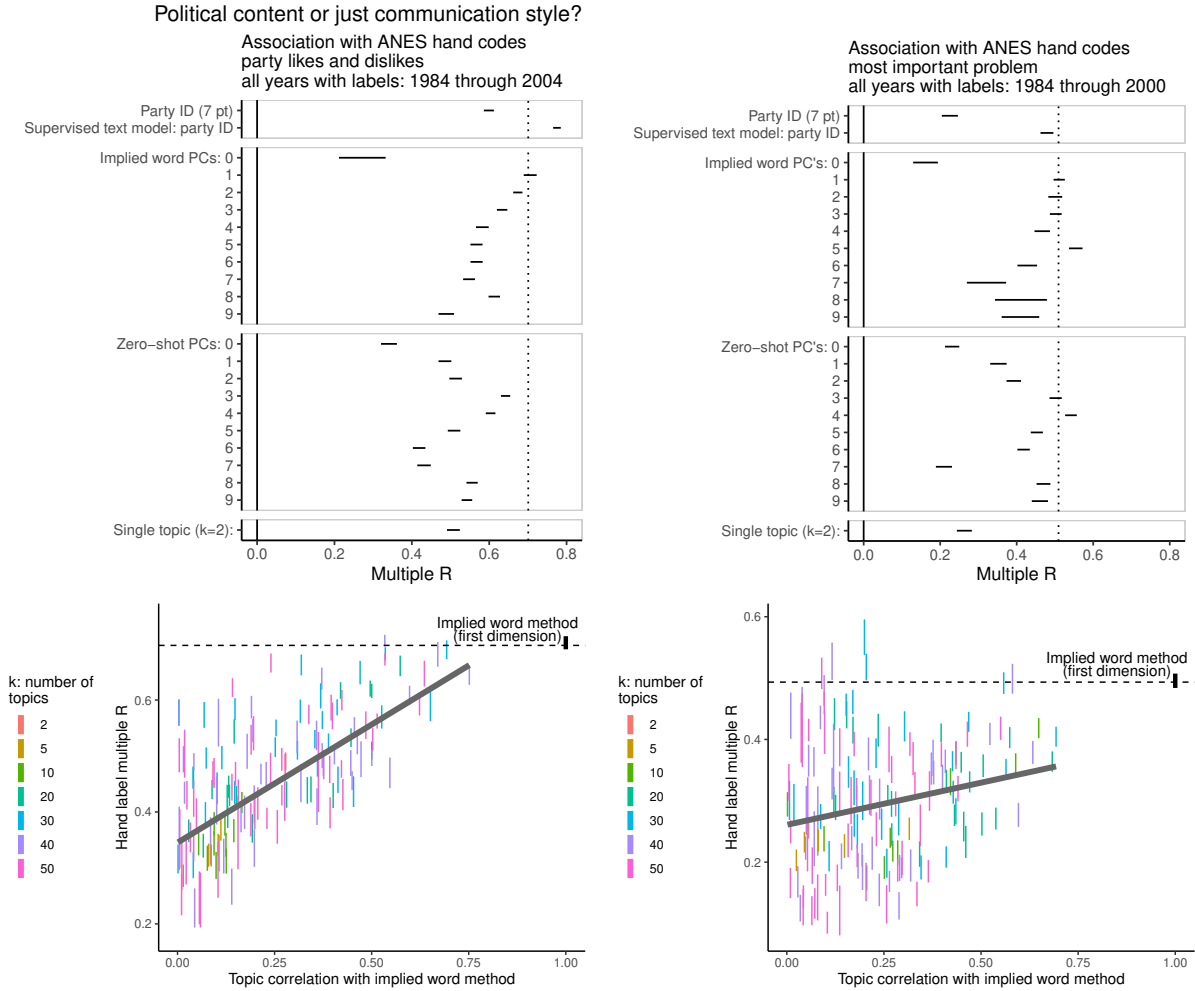 Political content or just communication style?
Association with ANES hand codes
party likes and dislikes
all years with labels: 1984 through 2004
Party ID (7 pt)
Supervised text model: party ID
Implied word PCs: 0
1
2
3
4
5
6
7
8
9
Zero−shot PCs: 0
1
2
3
4
5
6
7
8
9
Single topic (k=2):
0.0 0.2 0.4 0.6 0.8
Multiple R
Association with ANES hand codes
most important problem
all years with labels: 1984 through 2000
Party ID (7 pt)
Supervised text model: party ID
Implied word PC's: 0
1
2
3
4
5
6
7
8
9
Zero−shot PC's: 0
1
2
3
4
5
6
7
8
9
Single topic (k=2):
0.0 0.2 0.4 0.6 0.8
Multiple R
k: number of
topics
2
5
10
20
30
40
50
Hand label multiple R
0.6
0.4
0.2
Implied word method
(first dimension)
0.00 0.25 0.50 0.75 1.00
Topic correlation with implied word method
k: number of
topics
2
5
10
20
30
40
50
Hand label multiple R
0.6
0.4
0.2
Implied word method
(first dimension)
0.00 0.25 0.50 0.75 1.00
Topic correlation with implied word method